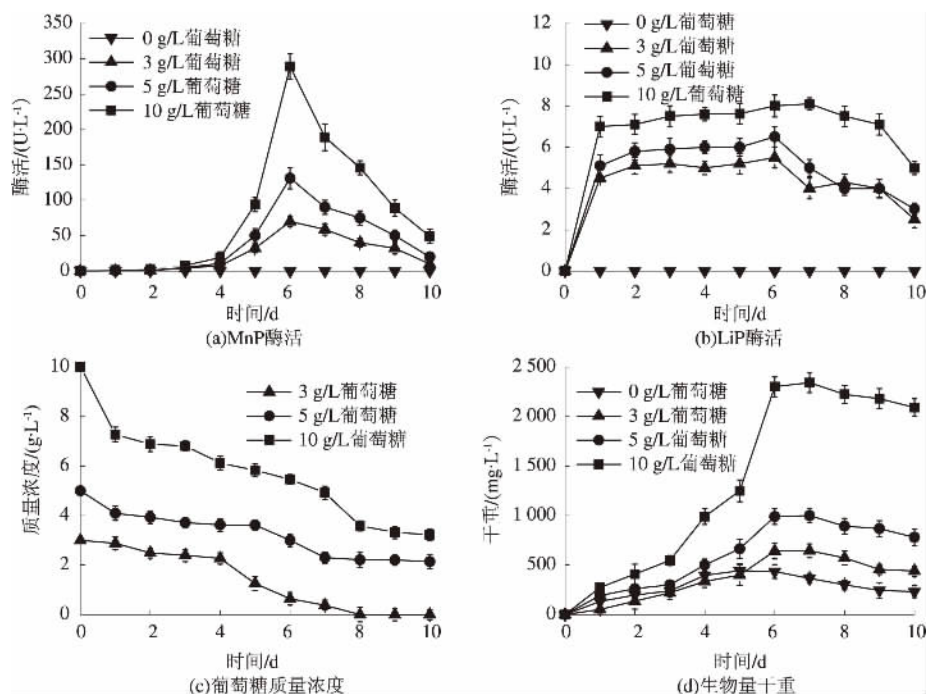 350
300
250
200
150
100
50
0
酶活/(U·L⁻¹)
0 g/L葡萄糖
3 g/L葡萄糖
5 g/L葡萄糖
10 g/L葡萄糖
0 2 4 6 8 10
时间/d
(a)MnP酶活
12
10
8
6
4
2
0
酶活/(U·L⁻¹)
0 g/L葡萄糖
3 g/L葡萄糖
5 g/L葡萄糖
10 g/L葡萄糖
0 2 4 6 8 10
时间/d
(b)LiP酶活
10
8
6
4
2
0
质量浓度/(g·L⁻¹)
3 g/L葡萄糖
5 g/L葡萄糖
10 g/L葡萄糖
0 2 4 6 8 10
时间/d
(c)葡萄糖质量浓度
2 500
2 000
1 500
1 000
500
0
干重/(mg·L⁻¹)
0 g/L葡萄糖
3 g/L葡萄糖
5 g/L葡萄糖
10 g/L葡萄糖
0 2 4 6 8 10
时间/d
(d)生物量干重